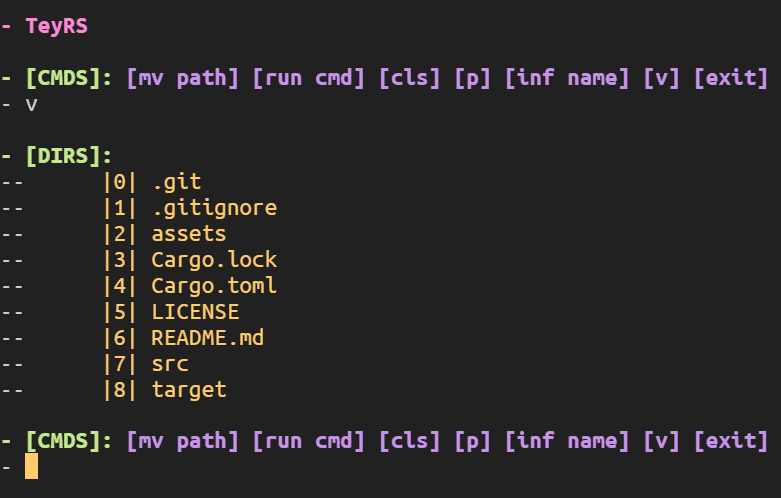 - TeyRS
- [CMDS]: [mv path] [run cmd] [cls] [p] [inf name] [v] [exit]
- v
- [DIRS]:
-- |0| .git
-- |1| .gitignore
-- |2| assets
-- |3| Cargo.lock
-- |4| Cargo.toml
-- |5| LICENSE
-- |6| README.md
-- |7| src
-- |8| target
- [CMDS]: [mv path] [run cmd] [cls] [p] [inf name] [v] [exit]
-